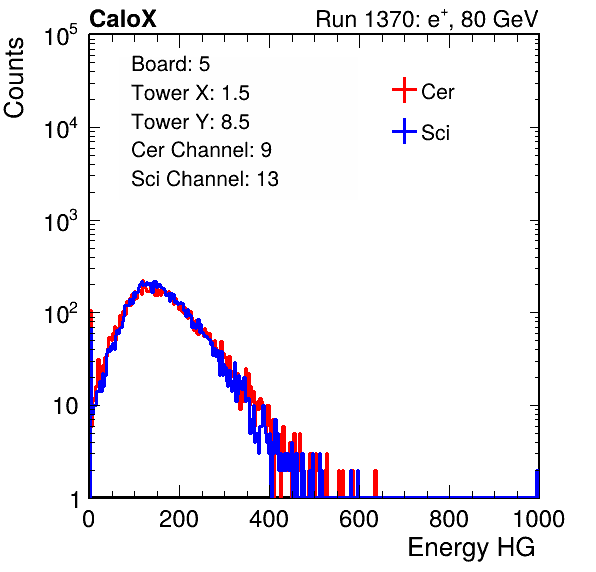 CaloX Run 1370: e⁺, 80 GeV
Counts
10⁵
10⁴
10³
10²
10
1
Board: 5
Tower X: 1.5
Tower Y: 8.5
Cer Channel: 9
Sci Channel: 13
Cer
Sci
0 200 400 600 800 1000
Energy HG